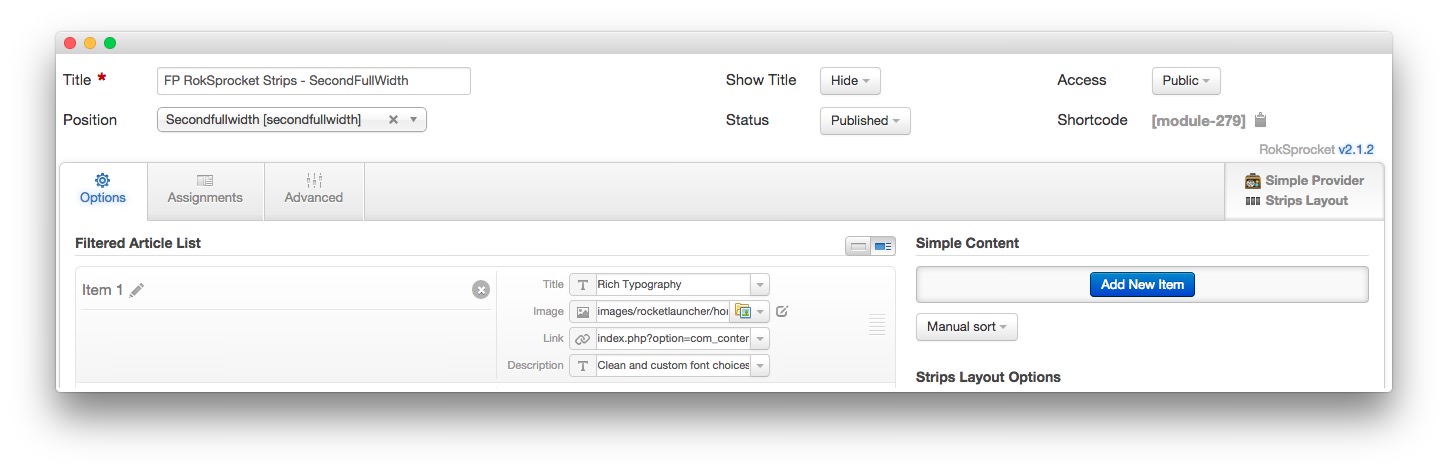 Title * FP RokSprocket Strips - SecondFullWidth Show Title Hide Access Public
Position Secondfullwidth [secondfullwidth] Status Published Shortcode [module-279]
RokSprocket v2.1.2
Options Assignments Advanced
Simple Provider
Strips Layout
Filtered Article List
Item 1
Title Rich Typography
Image images/rocketlauncher/ho
Link index.php?option=com_conter
Description Clean and custom font choices
Simple Content
Add New Item
Manual sort
Strips Layout Options